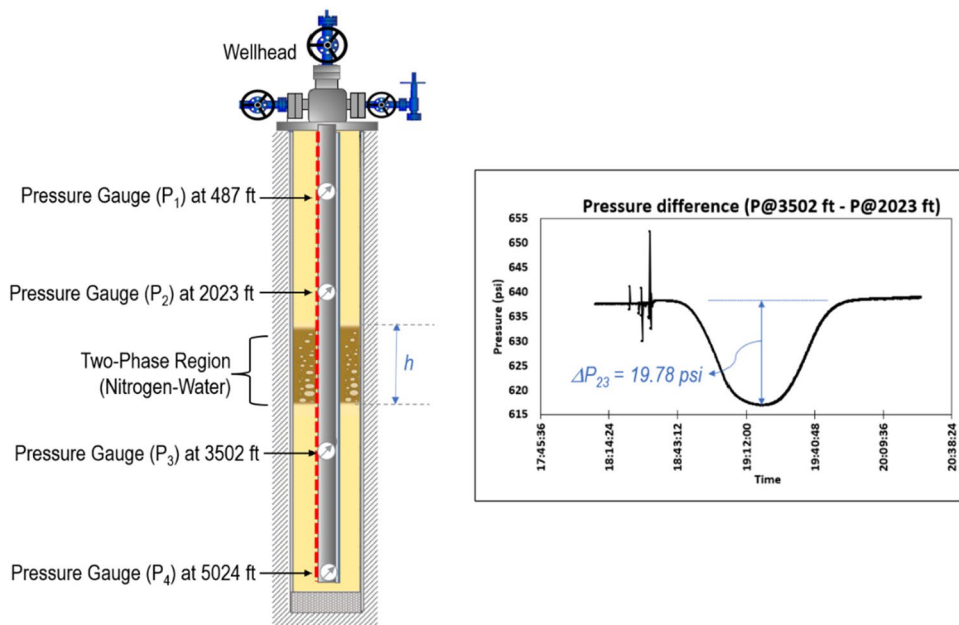 Wellhead
Pressure Gauge (P₁) at 487 ft
Pressure Gauge (P₂) at 2023 ft
Two-Phase Region
(Nitrogen-Water)
h
Pressure Gauge (P₃) at 3502 ft
Pressure Gauge (P₄) at 5024 ft
Pressure difference (P@3502 ft - P@2023 ft)
Pressure (psi)
655
650
645
640
635
630
625
620
615
ΔP₂₃ = 19.78 psi
17:45:36
18:14:24
18:43:12
19:12:00
19:40:48
20:09:36
20:38:24
Time